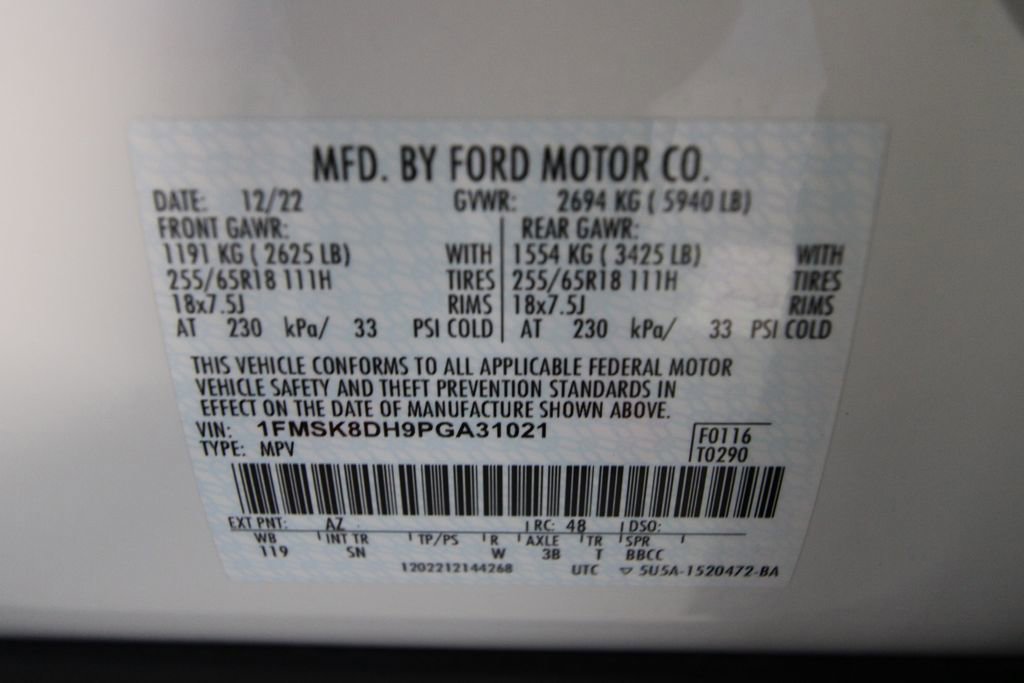 MFD. BY FORD MOTOR CO.
DATE: 12/22 GVWR: 2694 KG ( 5940 LB)
FRONT GAWR: REAR GAWR:
1191 KG ( 2625 LB) WITH 1554 KG ( 3425 LB) WITH
255/65R18 111H TIRES 255/65R18 111H TIRES
18x7.5J RIMS 18x7.5J RIMS
AT 230 kPa/ 33 PSI COLD AT 230 kPa/ 33 PSI COLD
THIS VEHICLE CONFORMS TO ALL APPLICABLE FEDERAL MOTOR
VEHICLE SAFETY AND THEFT PREVENTION STANDARDS IN
EFFECT ON THE DATE OF MANUFACTURE SHOWN ABOVE.
VIN: 1FMSK8DH9PGA31021 F0116
TYPE: MPV T0290
EXT PNT: AZ RC: 48 DSO:
WB INT TR TP/PS R AXLE TR SPR
119 SN W 3B T BBCC
1202212144268 UTC ▽ 5U5A-1520472-BA